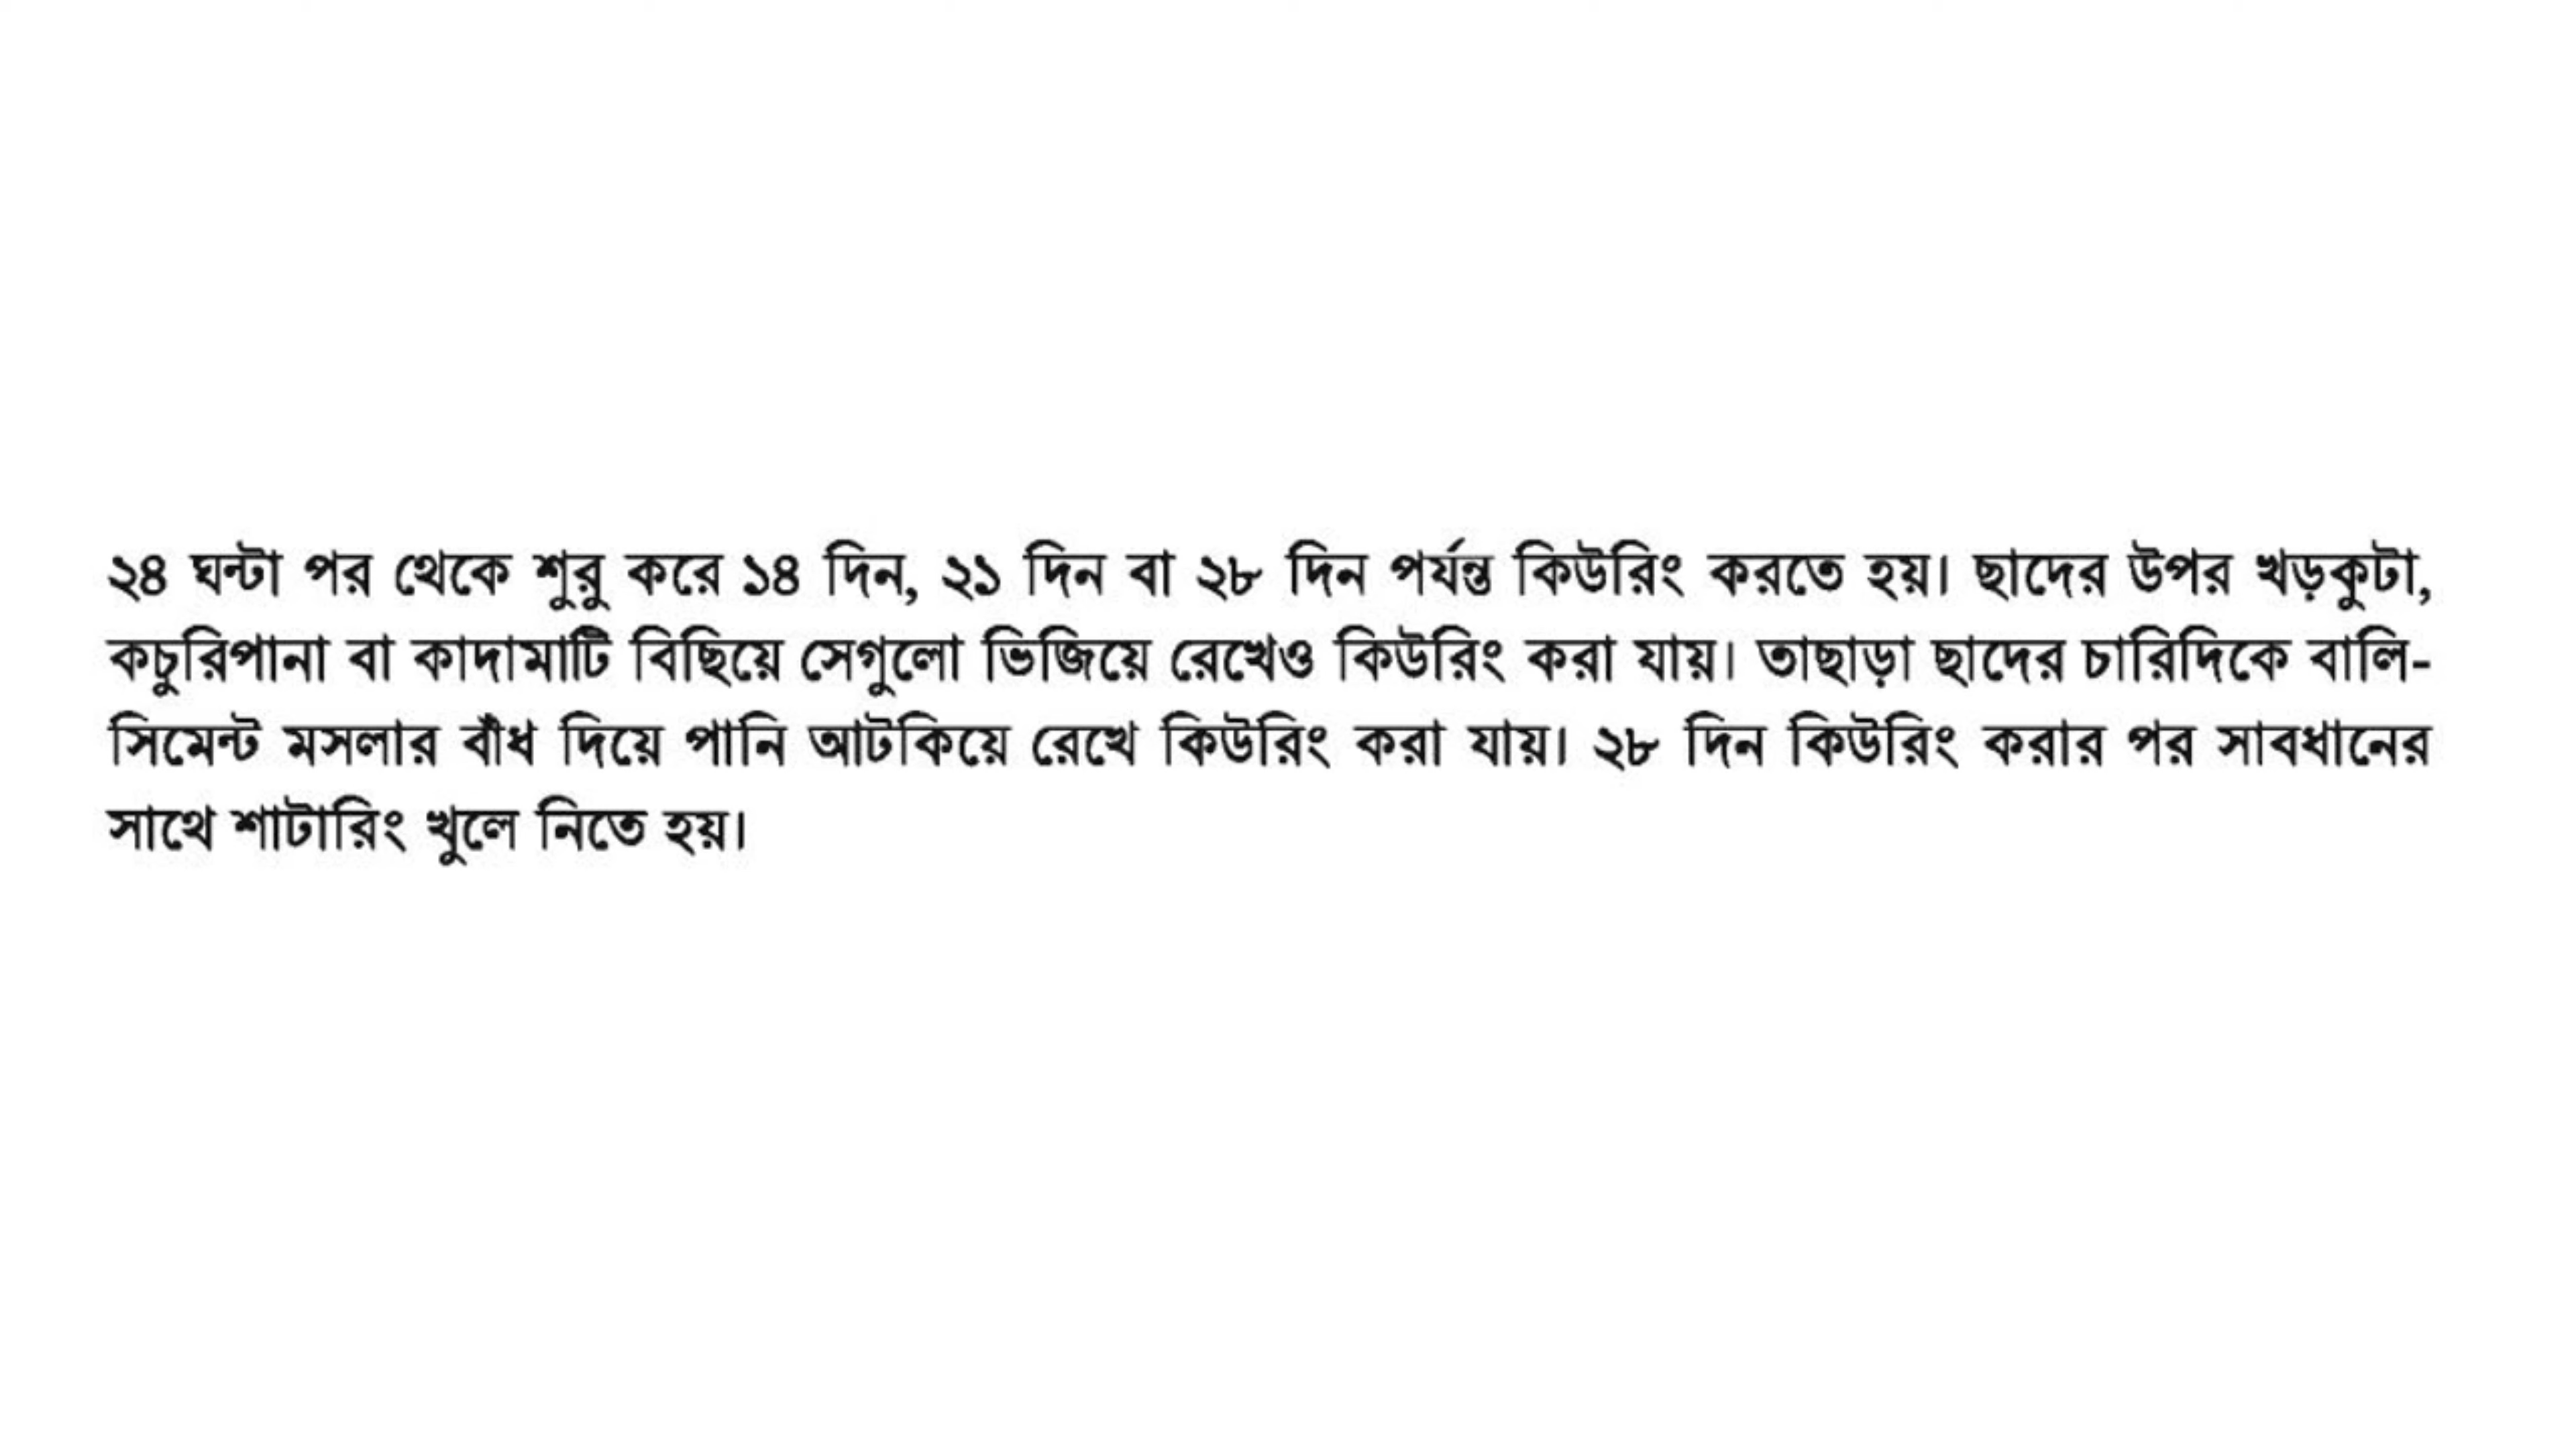 ২৪ ঘন্টা পর থেকে শুরু করে ১৪ দিন, ২১ দিন বা ২৮ দিন পর্যন্ত কিউরিং করতে হয়। ছাদের উপর খড়কুটা,
কচুরিপানা বা কাদামাটি বিছিয়ে সেগুলো ভিজিয়ে রেখেও কিউরিং করা যায়। তাছাড়া ছাদের চারিদিকে বালি-
সিমেন্ট মসলার বাঁধ দিয়ে পানি আটকিয়ে রেখে কিউরিং করা যায়। ২৮ দিন কিউরিং করার পর সাবধানের
সাথে শাটারিং খুলে নিতে হয়।